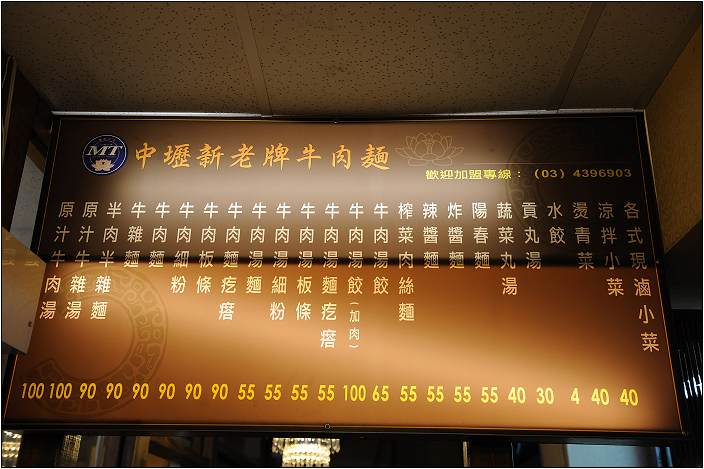 MT
中壢新老牌牛肉麵
歡迎加盟專線：(03) 4396903
原汁牛肉湯
原汁牛雜湯
半肉半雜麵
牛雜麵
牛肉麵
牛肉細粉
牛肉板條
牛肉麵疙瘩
牛肉湯麵
牛肉湯細粉
牛肉湯板條
牛肉湯麵疙瘩
牛肉湯餃(加肉)
牛肉湯餃
榨菜肉絲麵
辣醬麵
炸醬麵
陽春麵
蔬菜丸湯
貢丸湯
水餃
燙青菜
涼拌小菜
各式現滷小菜
100 100 90 90 90 90 90 90 55 55 55 55 100 65 55 55 55 55 40 30 4 40 40